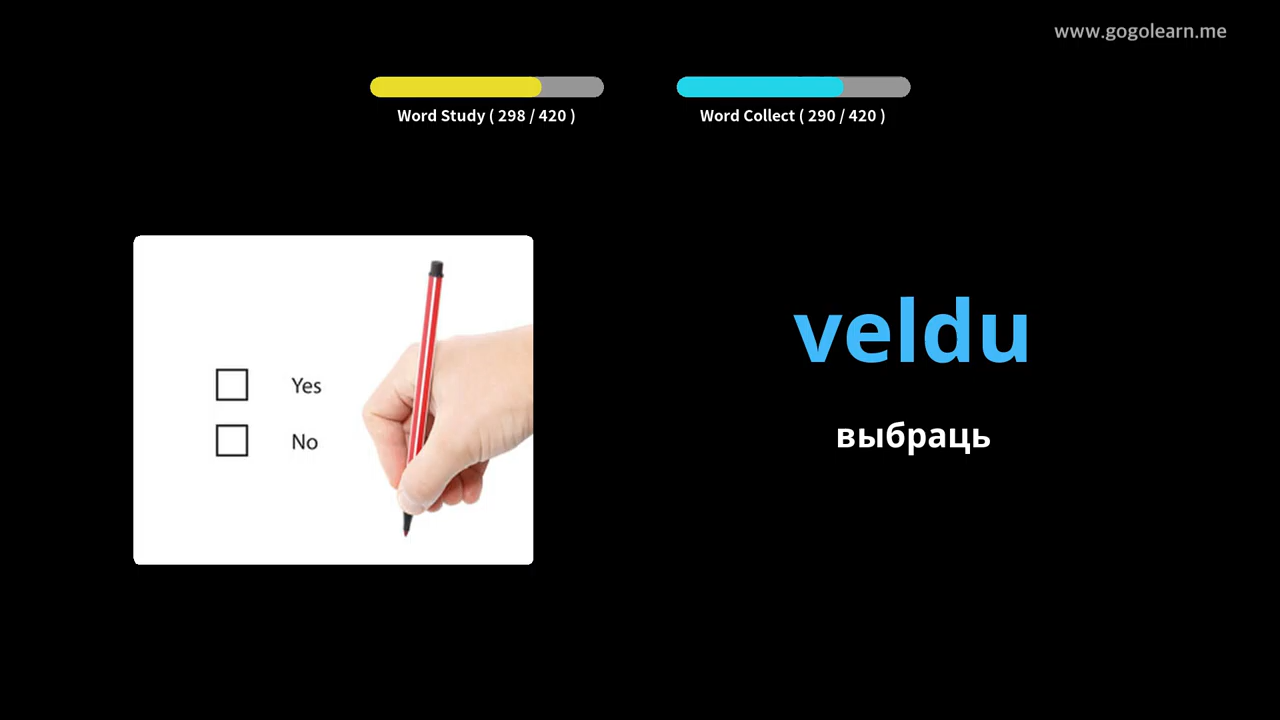 www.gogolearn.me
Word Study ( 298 / 420 )
Word Collect ( 290 / 420 )
Yes
No
veldu
выбраць